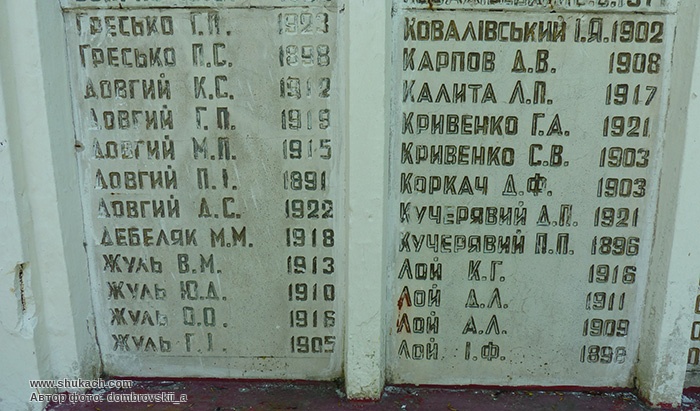 ГРЕСЬКО Г.П. 1923
ГРЕСЬКО П.С. 1898
ДОВГИЙ К.С. 1912
ДОВГИЙ Г.П. 1919
ДОВГИЙ М.П. 1915
ДОВГИЙ П.І. 1891
ДОВГИЙ Д.С. 1922
ДЕБЕЛЯК М.М. 1918
ЖУЛЬ В.М. 1913
ЖУЛЬ Ю.Д. 1910
ЖУЛЬ О.О. 1916
ЖУЛЬ Г.І. 1905
КОВАЛІВСЬКИЙ І.Я. 1902
КАРПОВ Д.В. 1908
КАЛИТА Л.П. 1917
КРИВЕНКО Г.А. 1921
КРИВЕНКО С.В. 1903
КОРКАЧ Д.Ф. 1903
КУЧЕРЯВИЙ Д.П. 1921
КУЧЕРЯВИЙ П.П. 1896
ЛОЙ К.Г. 1916
ЛОЙ Д.Л. 1911
ЛОЙ А.Л. 1909
ЛОЙ І.Ф. 1898
www.shukach.com
Автор фото: dombrovskii_a